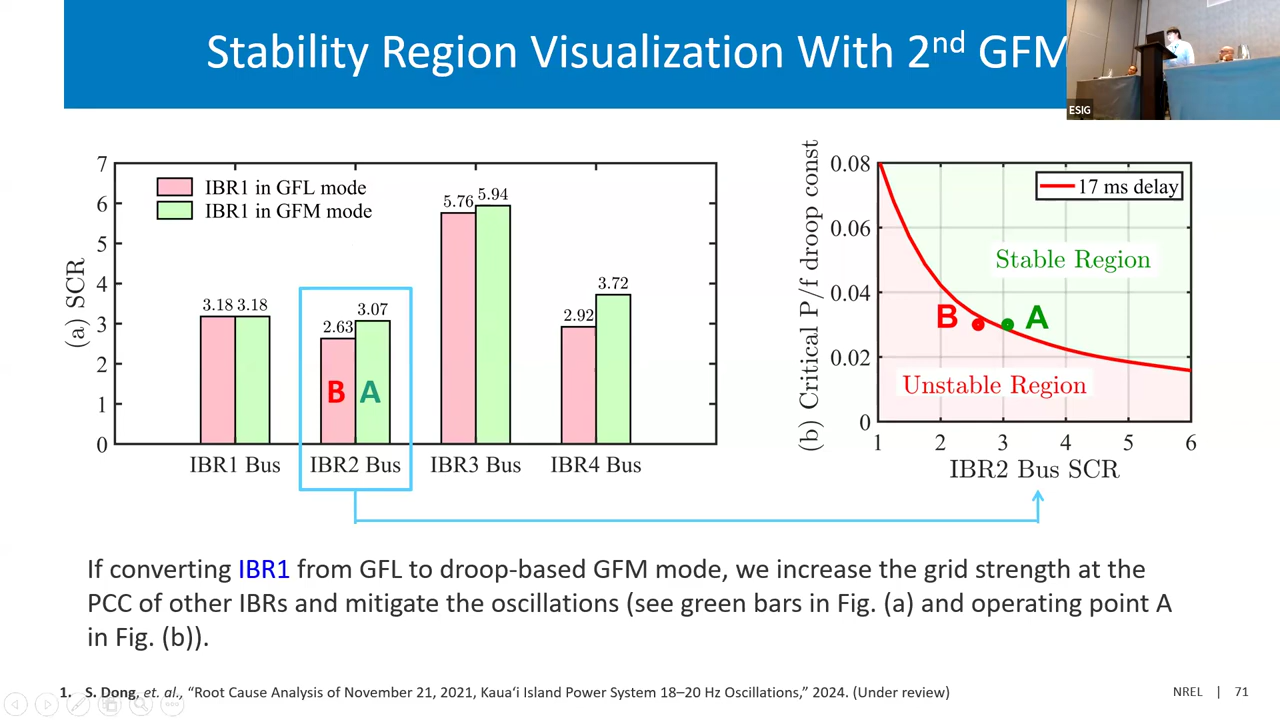 Stability Region Visualization With 2nd GFM
ESIG
7
6
5
4
3
2
1
0
(a) SCR
IBR1 in GFL mode
IBR1 in GFM mode
3.18 3.18
2.63 3.07
5.76 5.94
2.92 3.72
B A
IBR1 Bus IBR2 Bus IBR3 Bus IBR4 Bus
(b) Critical P/f droop const
0.08
0.06
0.04
0.02
0
17 ms delay
Stable Region
B A
Unstable Region
1 2 3 4 5 6
IBR2 Bus SCR
If converting IBR1 from GFL to droop-based GFM mode, we increase the grid strength at the
PCC of other IBRs and mitigate the oscillations (see green bars in Fig. (a) and operating point A
in Fig. (b)).
1. S. Dong, et. al., “Root Cause Analysis of November 21, 2021, Kauaʻi Island Power System 18–20 Hz Oscillations,” 2024. (Under review)
NREL | 71